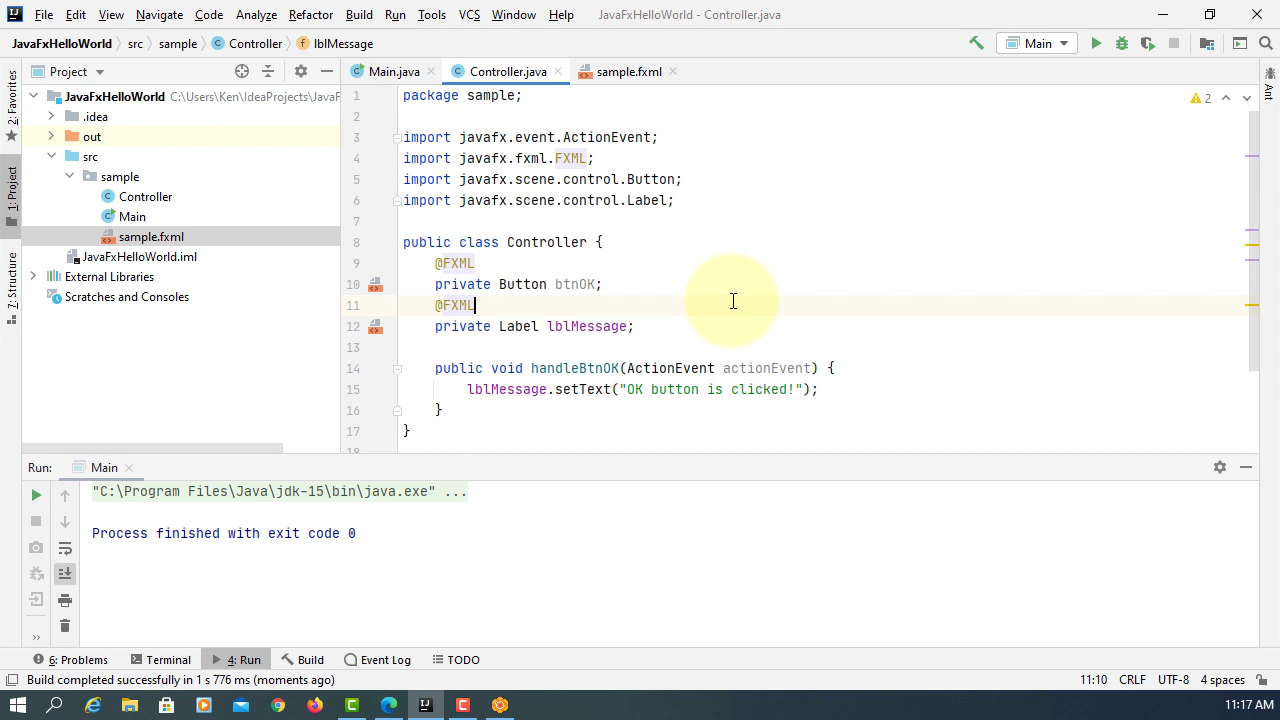 File Edit View Navigate Code Analyze Refactor Build Run Tools VCS Window Help JavaFxHelloWorld - Controller.java
JavaFxHelloWorld src sample Controller lblMessage Main
Project Main.java Controller.java sample.fxml
2: Favorites
1: Project
7: Structure
Ant
JavaFxHelloWorld C:\Users\Ken\IdeaProjects\JavaF
.idea
out
src
sample
Controller
Main
sample.fxml
JavaFxHelloWorld.iml
External Libraries
Scratches and Consoles
2
1 package sample;
2
3 import javafx.event.ActionEvent;
4 import javafx.fxml.FXML;
5 import javafx.scene.control.Button;
6 import javafx.scene.control.Label;
7
8 public class Controller {
9 @FXML
10 private Button btnOK;
11 @FXML
12 private Label lblMessage;
13
14 public void handleBtnOK(ActionEvent actionEvent) {
15 lblMessage.setText("OK button is clicked!");
16 }
17 }
18
Run: Main
"C:\Program Files\Java\jdk-15\bin\java.exe" ...
Process finished with exit code 0
6: Problems Terminal 4: Run Build Event Log TODO
Build completed successfully in 1 s 776 ms (moments ago) 11:10 CRLF UTF-8 4 spaces
11:17 AM